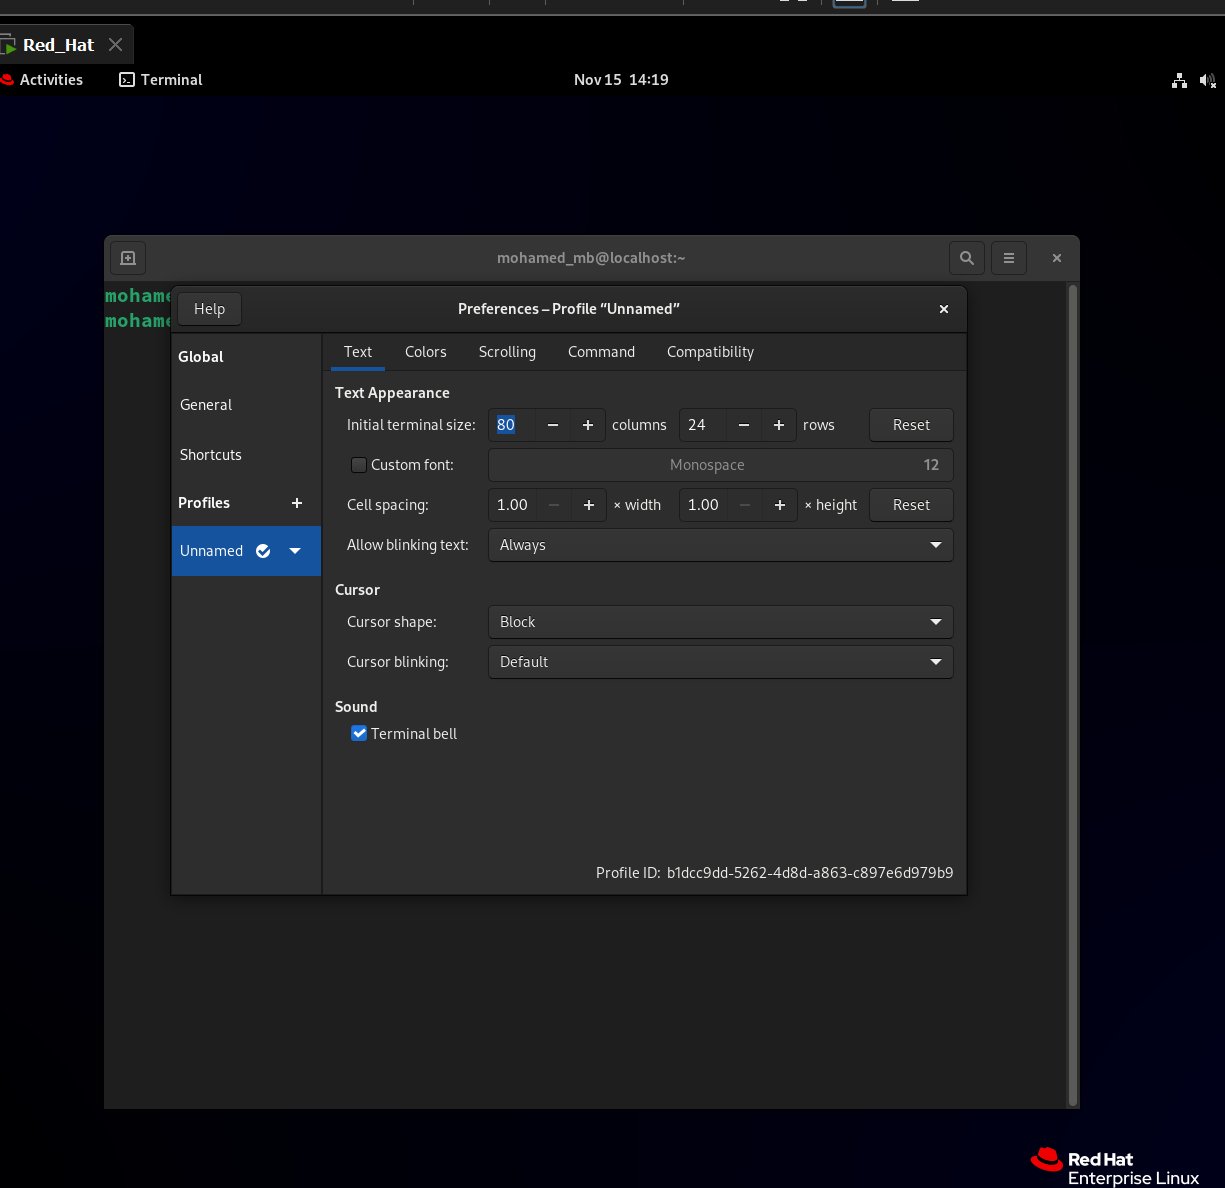 Red_Hat
Activities Terminal Nov 15 14:19
mohamed_mb@localhost:~
Help Preferences – Profile “Unnamed”
Global
General
Shortcuts
Profiles
Unnamed
Text Colors Scrolling Command Compatibility
Text Appearance
Initial terminal size: 80 columns 24 rows Reset
Custom font: Monospace 12
Cell spacing: 1.00 × width 1.00 × height Reset
Allow blinking text: Always
Cursor
Cursor shape: Block
Cursor blinking: Default
Sound
Terminal bell
Profile ID: b1dcc9dd-5262-4d8d-a863-c897e6d979b9
Red Hat
Enterprise Linux